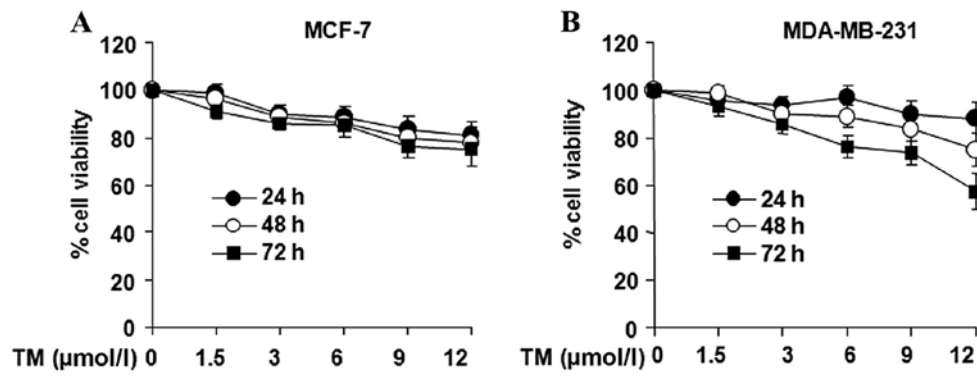 A
MCF-7
120
100
80
60
40
20
0
% cell viability
24 h
48 h
72 h
TM (µmol/l) 0 1.5 3 6 9 12
B
MDA-MB-231
120
100
80
60
40
20
0
% cell viability
24 h
48 h
72 h
TM (µmol/l) 0 1.5 3 6 9 12